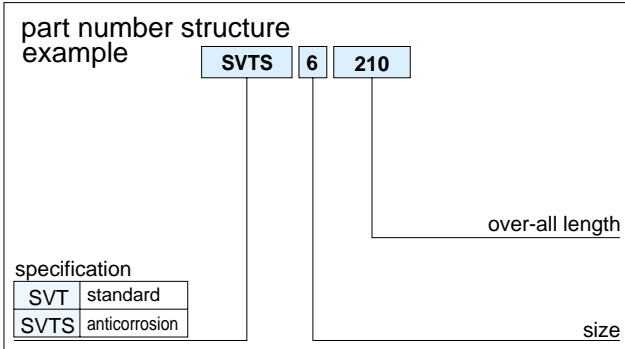 part number structure
example
SVTS 6 210
over-all length
specification
SVT standard
SVTS anticorrosion
size